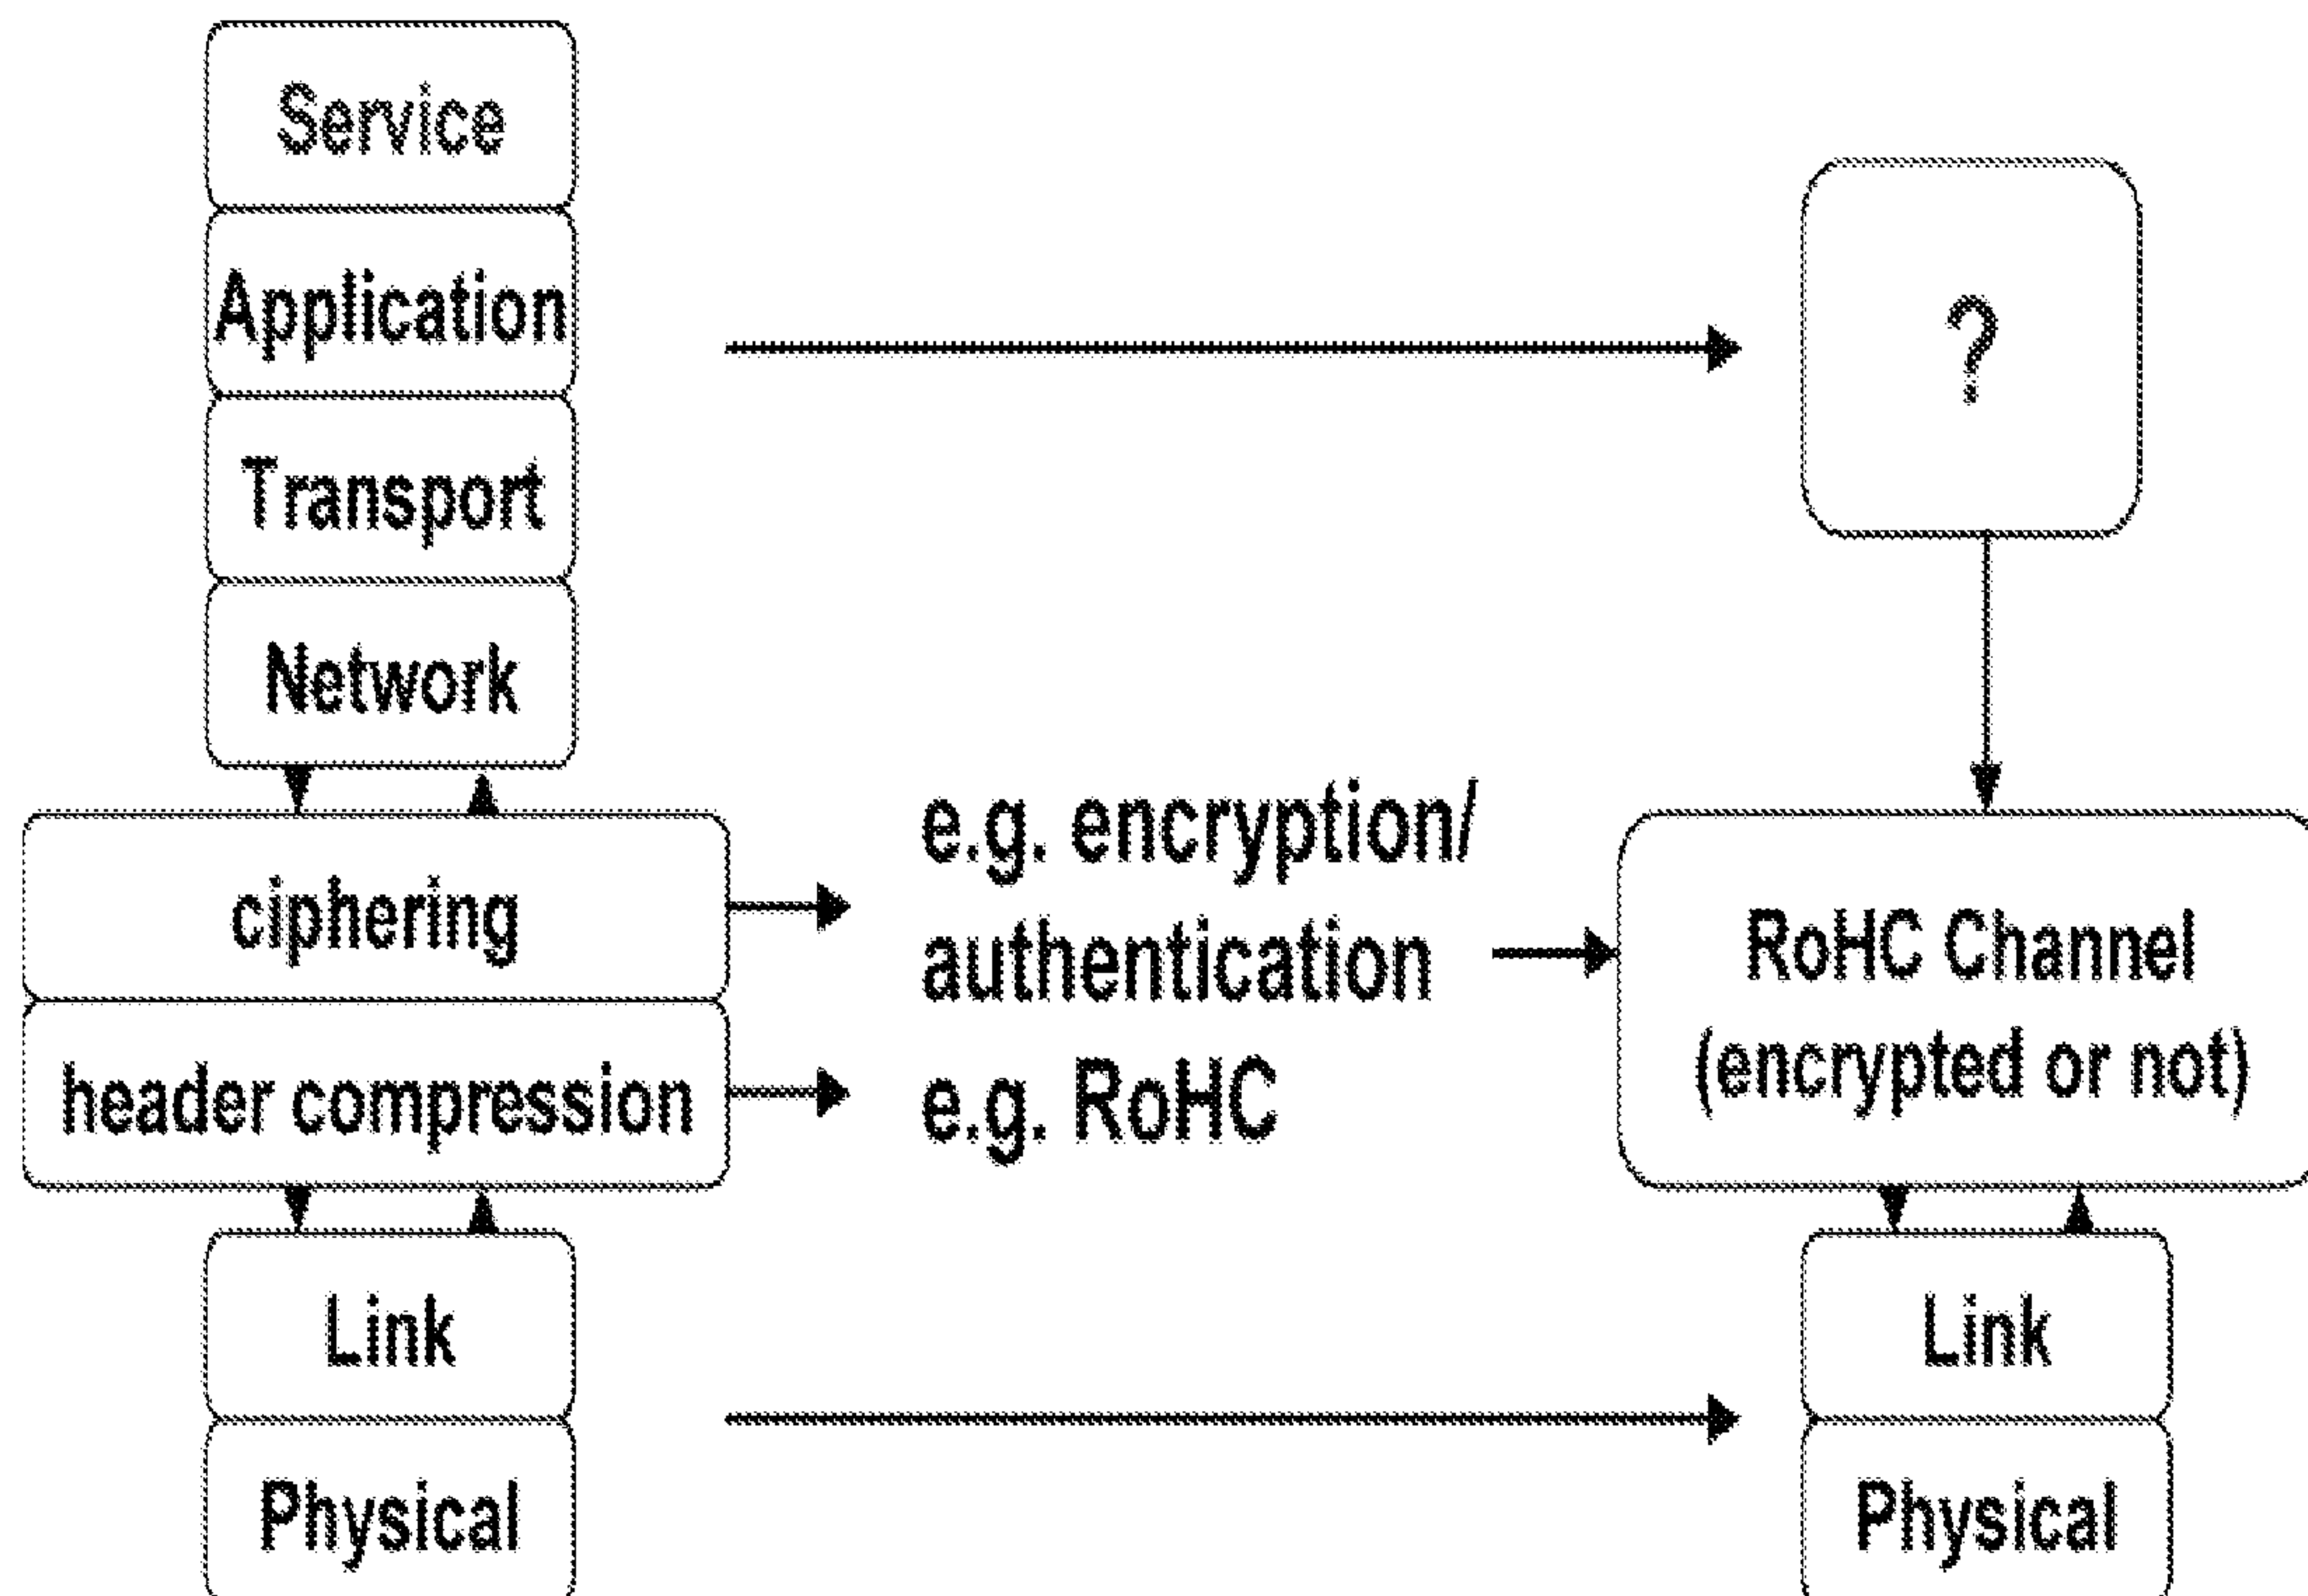 Service
Application
Transport
Network
ciphering
header compression
Link
Physical
e.g. encryption/
authentication
e.g. RoHC
?
RoHC Channel
(encrypted or not)
Link
Physical